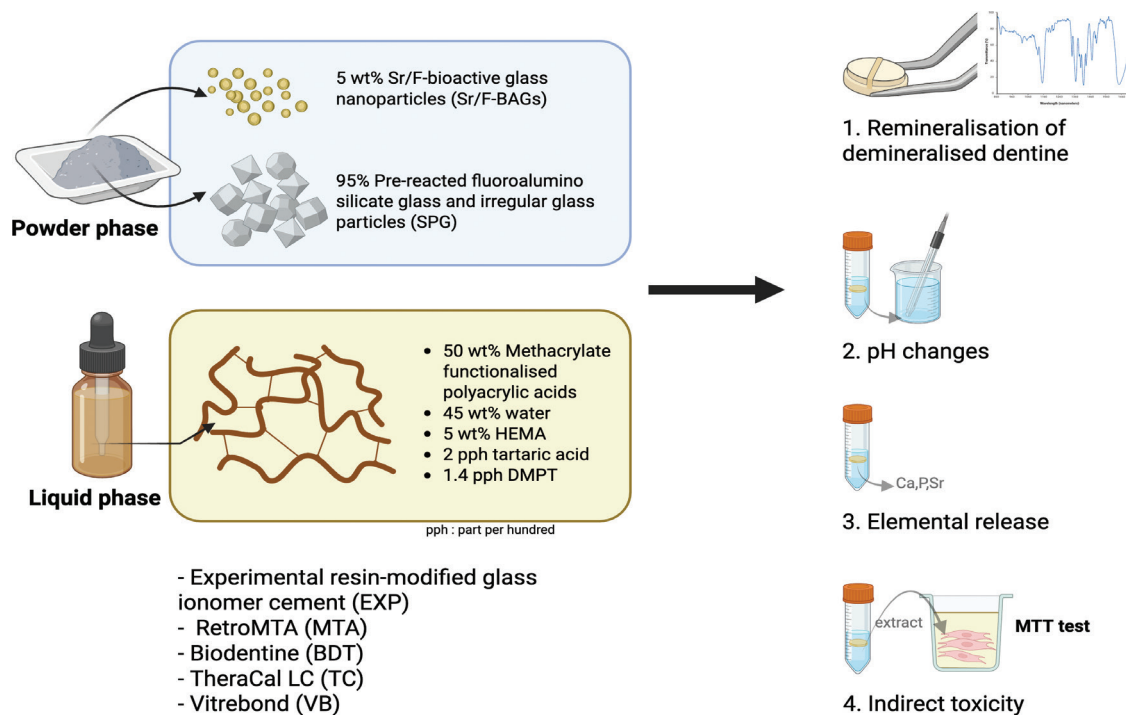 5 wt% Sr/F-bioactive glass
nanoparticles (Sr/F-BAGs)
95% Pre-reacted fluoroalumino
silicate glass and irregular glass
particles (SPG)
Powder phase
• 50 wt% Methacrylate
functionalised
polyacrylic acids
• 45 wt% water
• 5 wt% HEMA
• 2 pph tartaric acid
• 1.4 pph DMPT
Liquid phase
pph : part per hundred
- Experimental resin-modified glass
ionomer cement (EXP)
- RetroMTA (MTA)
- Biodentine (BDT)
- TheraCal LC (TC)
- Vitrebond (VB)
1. Remineralisation of
demineralised dentine
2. pH changes
Ca,P,Sr
3. Elemental release
extract
MTT test
4. Indirect toxicity